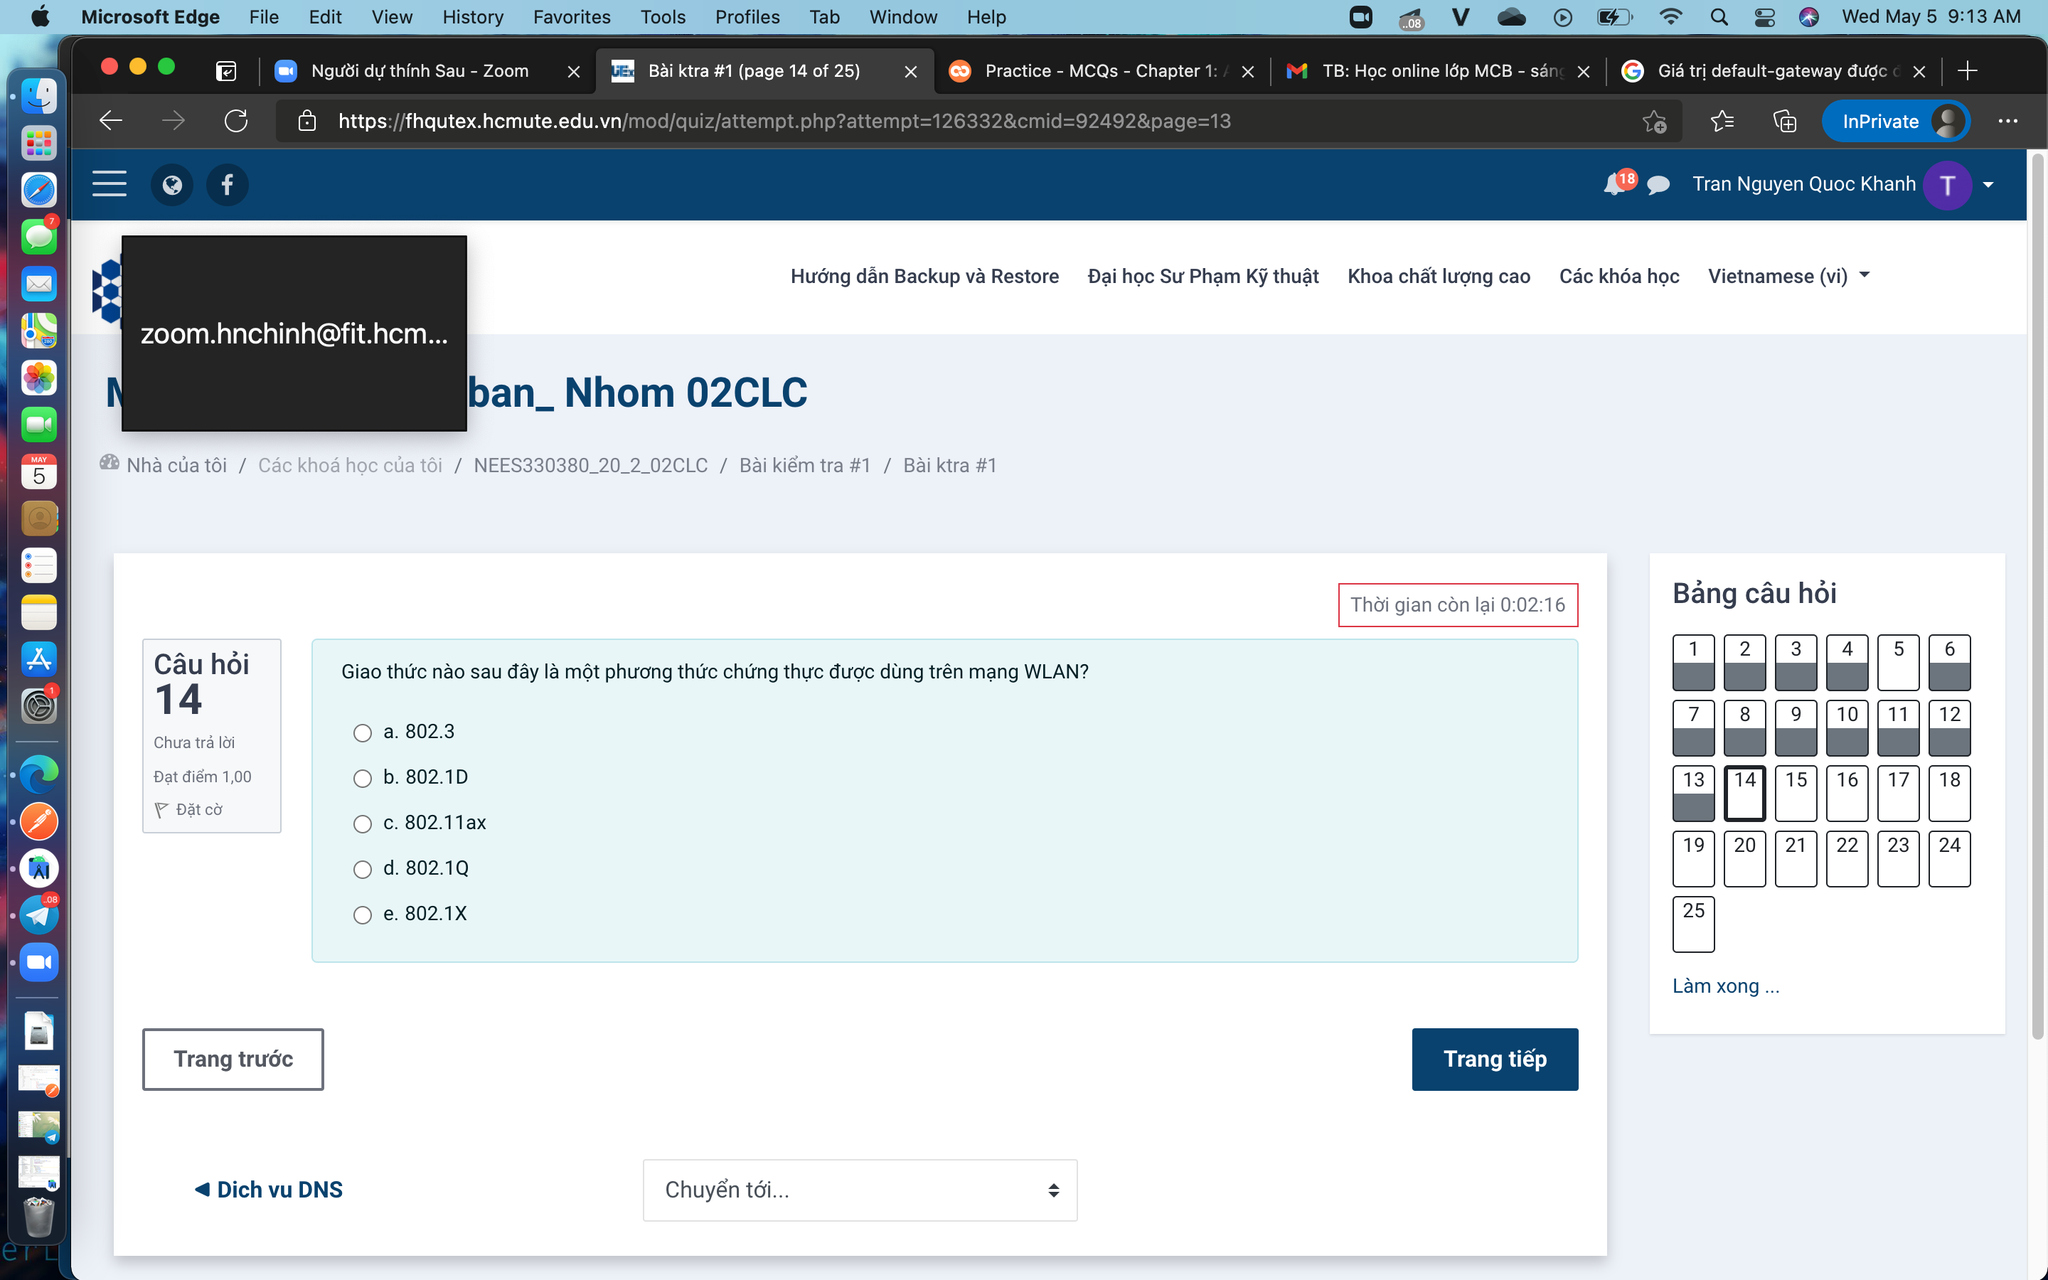 Microsoft Edge File Edit View History Favorites Tools Profiles Tab Window Help
..08 V Wed May 5 9:13 AM
Người dự thính Sau - Zoom
Bài ktra #1 (page 14 of 25)
Practice - MCQs - Chapter 1:
TB: Học online lớp MCB - sáng
Giá trị default-gateway được
https://fhqutex.hcmute.edu.vn/mod/quiz/attempt.php?attempt=126332&cmid=92492&page=13
InPrivate
18
Tran Nguyen Quoc Khanh T
Hướng dẫn Backup và Restore Đại học Sư Phạm Kỹ thuật Khoa chất lượng cao Các khóa học Vietnamese (vi)
zoom.hnchinh@fit.hcm...
ban_ Nhom 02CLC
Nhà của tôi / Các khoá học của tôi / NEES330380_20_2_02CLC / Bài kiểm tra #1 / Bài ktra #1
Thời gian còn lại 0:02:16
Câu hỏi
14
Chưa trả lời
Đạt điểm 1,00
Đặt cờ
Giao thức nào sau đây là một phương thức chứng thực được dùng trên mạng WLAN?
a. 802.3
b. 802.1D
c. 802.11ax
d. 802.1Q
e. 802.1X
Trang trước
Trang tiếp
Dich vu DNS
Chuyển tới...
Bảng câu hỏi
1 2 3 4 5 6
7 8 9 10 11 12
13 14 15 16 17 18
19 20 21 22 23 24
25
Làm xong ...
7
MAY
5
1
..08